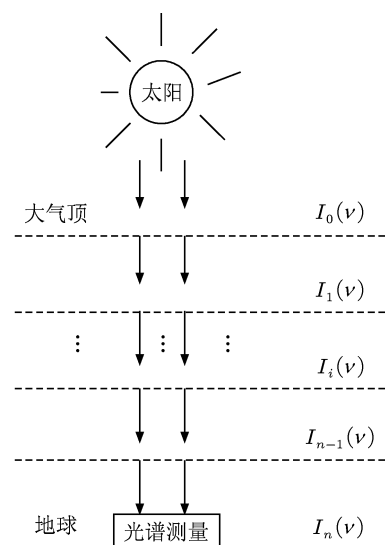 太阳
大气顶 I₀(ν)
I₁(ν)
⋮ ⋮ ⋮
Iᵢ(ν)
Iₙ₋₁(ν)
地球 光谱测量 Iₙ(ν)